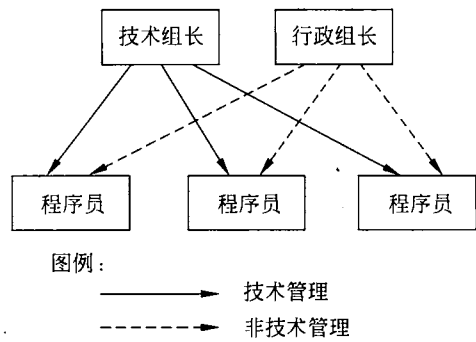 技术组长 行政组长
程序员 程序员 程序员
图例：
技术管理
非技术管理